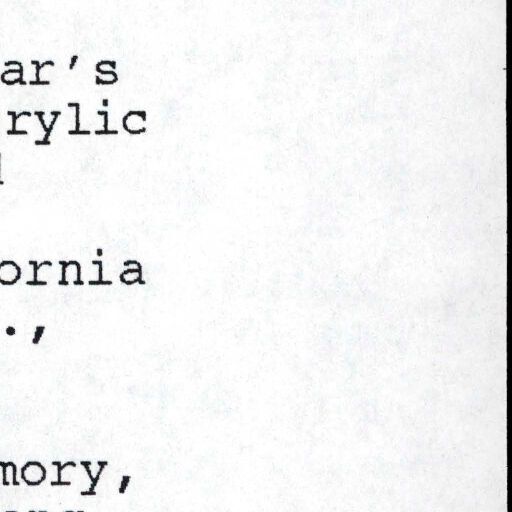 ar’s
rylic
ornia
.,
mory,